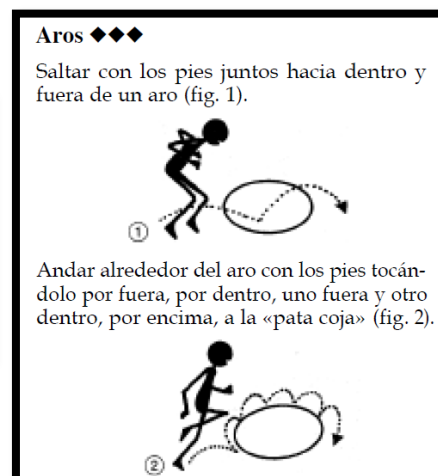 Aros ◆◆◆
Saltar con los pies juntos hacia dentro y
fuera de un aro (fig. 1).
1
Andar alrededor del aro con los pies tocán-
dolo por fuera, por dentro, uno fuera y otro
dentro, por encima, a la «pata coja» (fig. 2).
2